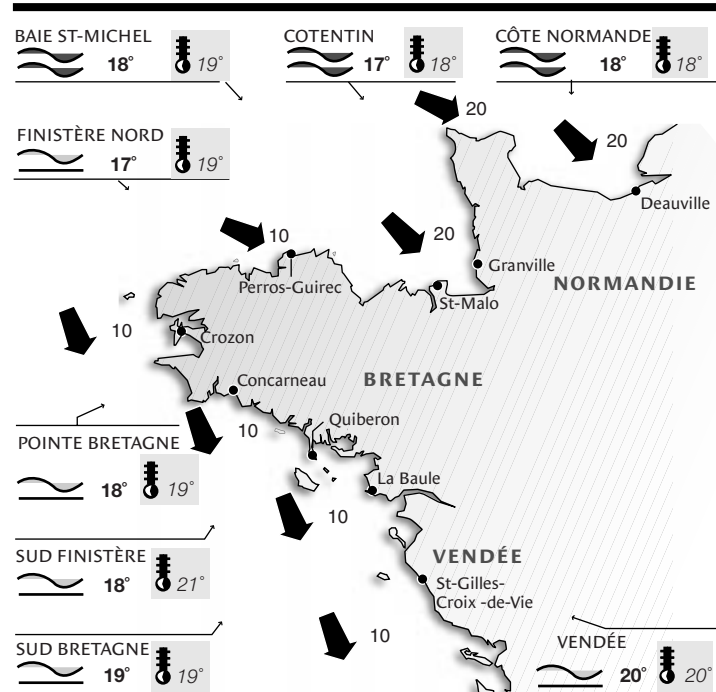 BAIE ST-MICHEL
18° 19°
COTENTIN
17° 18°
CÔTE NORMANDE
18° 18°
20
20
FINISTÈRE NORD
17° 19°
Deauville
10
20
Granville
Perros-Guirec
St-Malo
NORMANDIE
10
Crozon
BRETAGNE
Concarneau
10
Quiberon
POINTE BRETAGNE
18° 19°
La Baule
10
SUD FINISTÈRE
18° 21°
VENDÉE
St-Gilles-
Croix -de-Vie
10
SUD BRETAGNE
19° 19°
VENDÉE
20° 20°